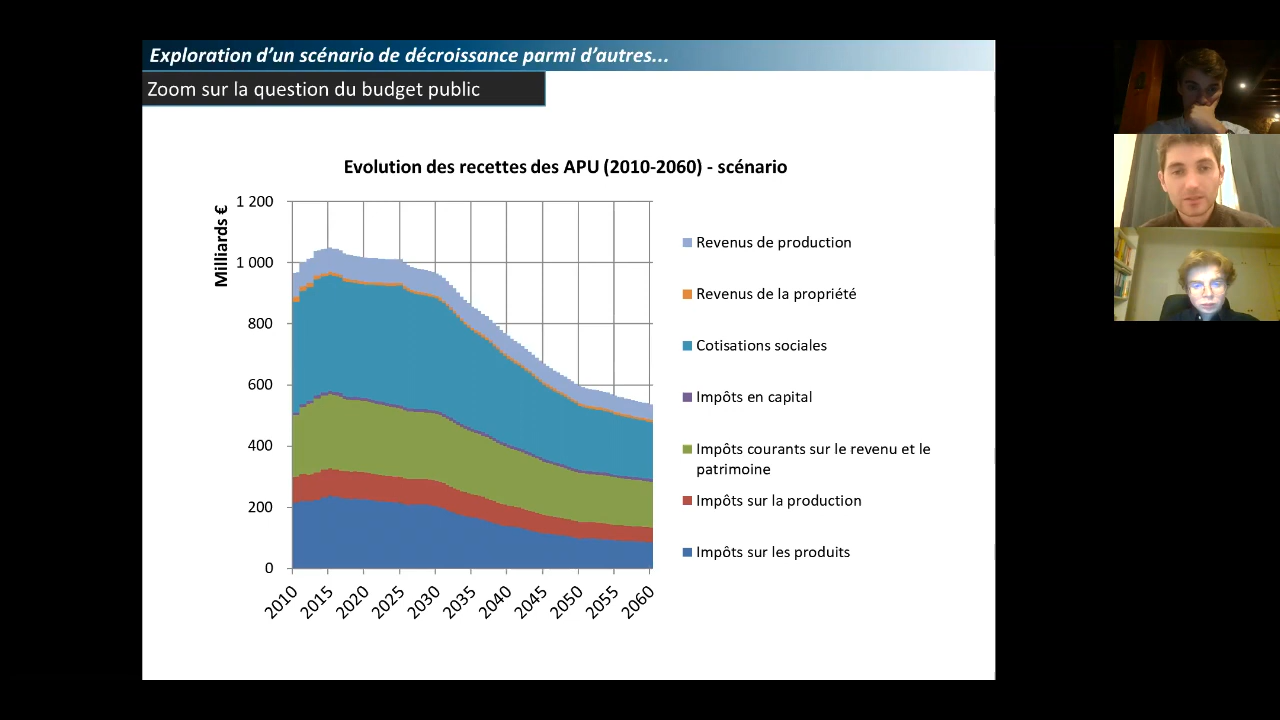 Exploration d’un scénario de décroissance parmi d’autres...
Zoom sur la question du budget public
Evolution des recettes des APU (2010-2060) - scénario
Milliards €
1 200
1 000
800
600
400
200
0
2010
2015
2020
2025
2030
2035
2040
2045
2050
2055
2060
Revenus de production
Revenus de la propriété
Cotisations sociales
Impôts en capital
Impôts courants sur le revenu et le
patrimoine
Impôts sur la production
Impôts sur les produits